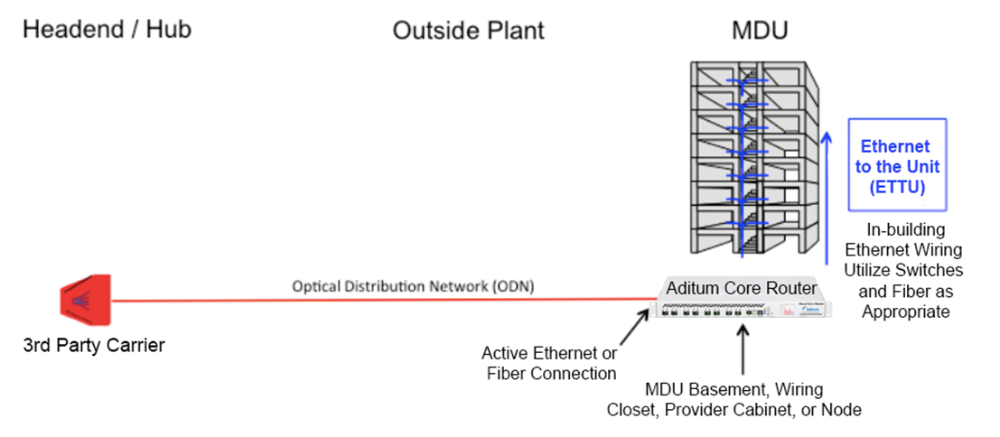 Headend / Hub
Outside Plant
MDU
Ethernet
to the Unit
(ETTU)
In-building
Ethernet Wiring
Utilize Switches
and Fiber as
Appropriate
Optical Distribution Network (ODN)
Aditum Core Router
Aditum
3rd Party Carrier
Active Ethernet or
Fiber Connection
MDU Basement, Wiring
Closet, Provider Cabinet, or Node